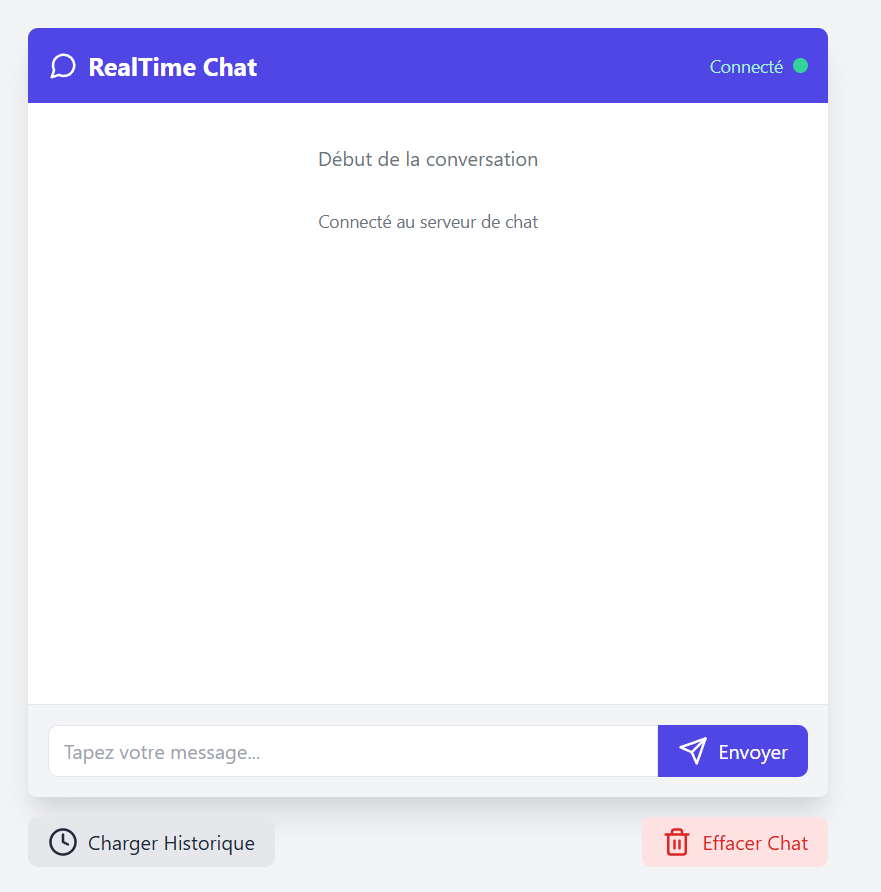 RealTime Chat
Connecté
Début de la conversation
Connecté au serveur de chat
Tapez votre message...
Envoyer
Charger Historique
Effacer Chat